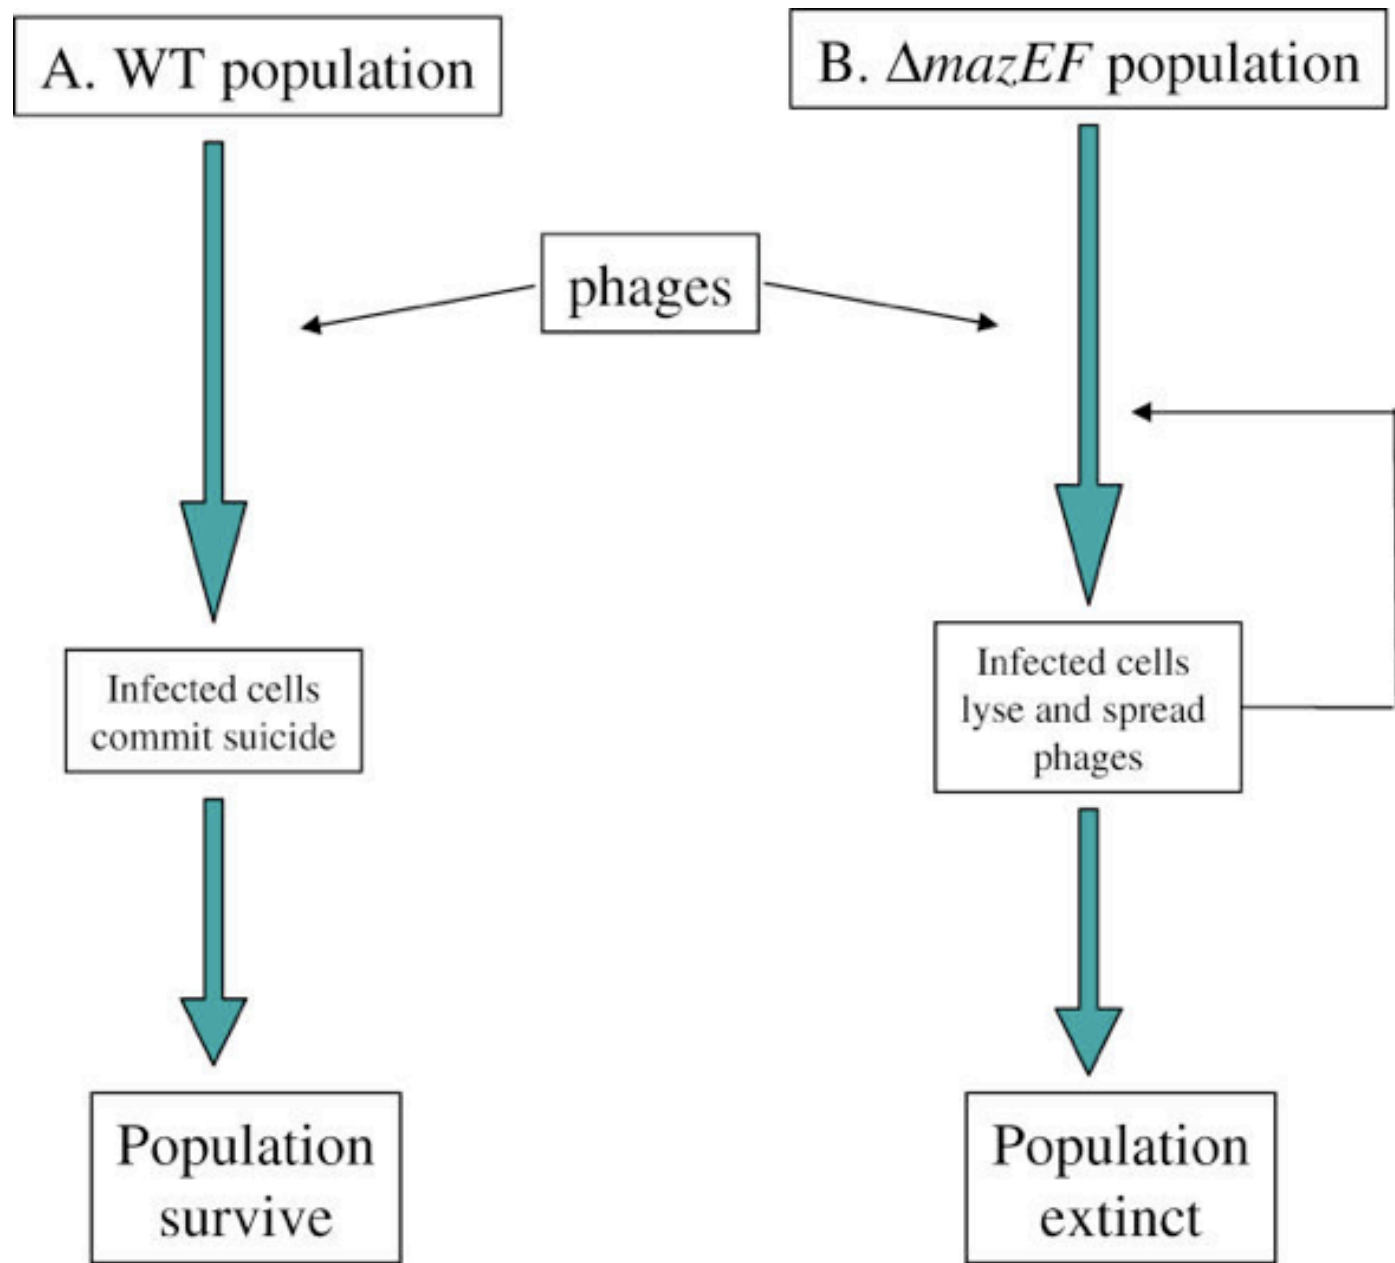 A. WT population
B. ΔmazEF population
phages
Infected cells
commit suicide
Infected cells
lyse and spread
phages
Population
survive
Population
extinct